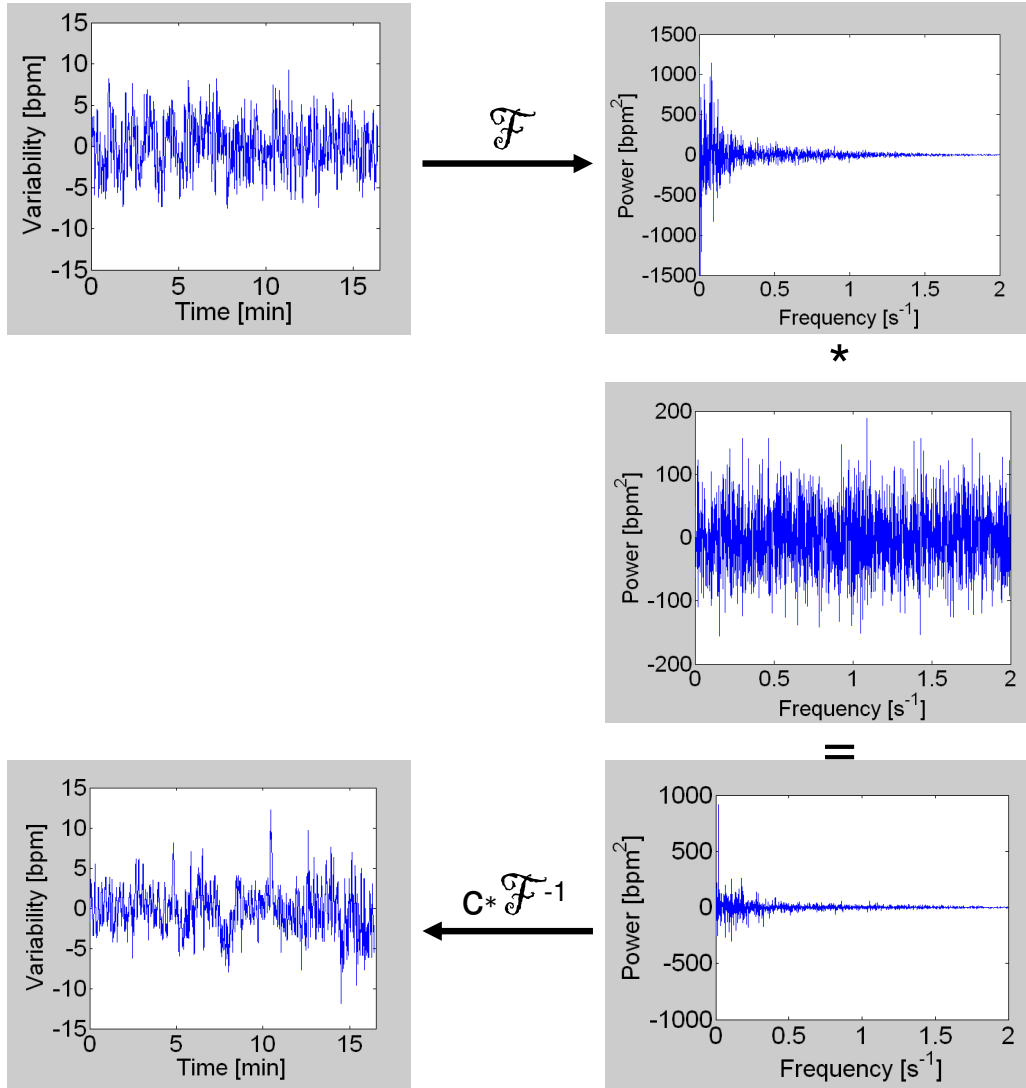 15
10
5
0
-5
-10
-15
0 5 10 15
Variability [bpm]
Time [min]
ℱ
1500
1000
500
0
-500
-1000
-1500
0 0.5 1 1.5 2
Power [bpm²]
Frequency [s⁻¹]
*
200
100
0
-100
-200
0 0.5 1 1.5 2
Power [bpm²]
Frequency [s⁻¹]
=
15
10
5
0
-5
-10
-15
0 5 10 15
Variability [bpm]
Time [min]
c*ℱ⁻¹
1000
500
0
-500
-1000
0 0.5 1 1.5 2
Power [bpm²]
Frequency [s⁻¹]